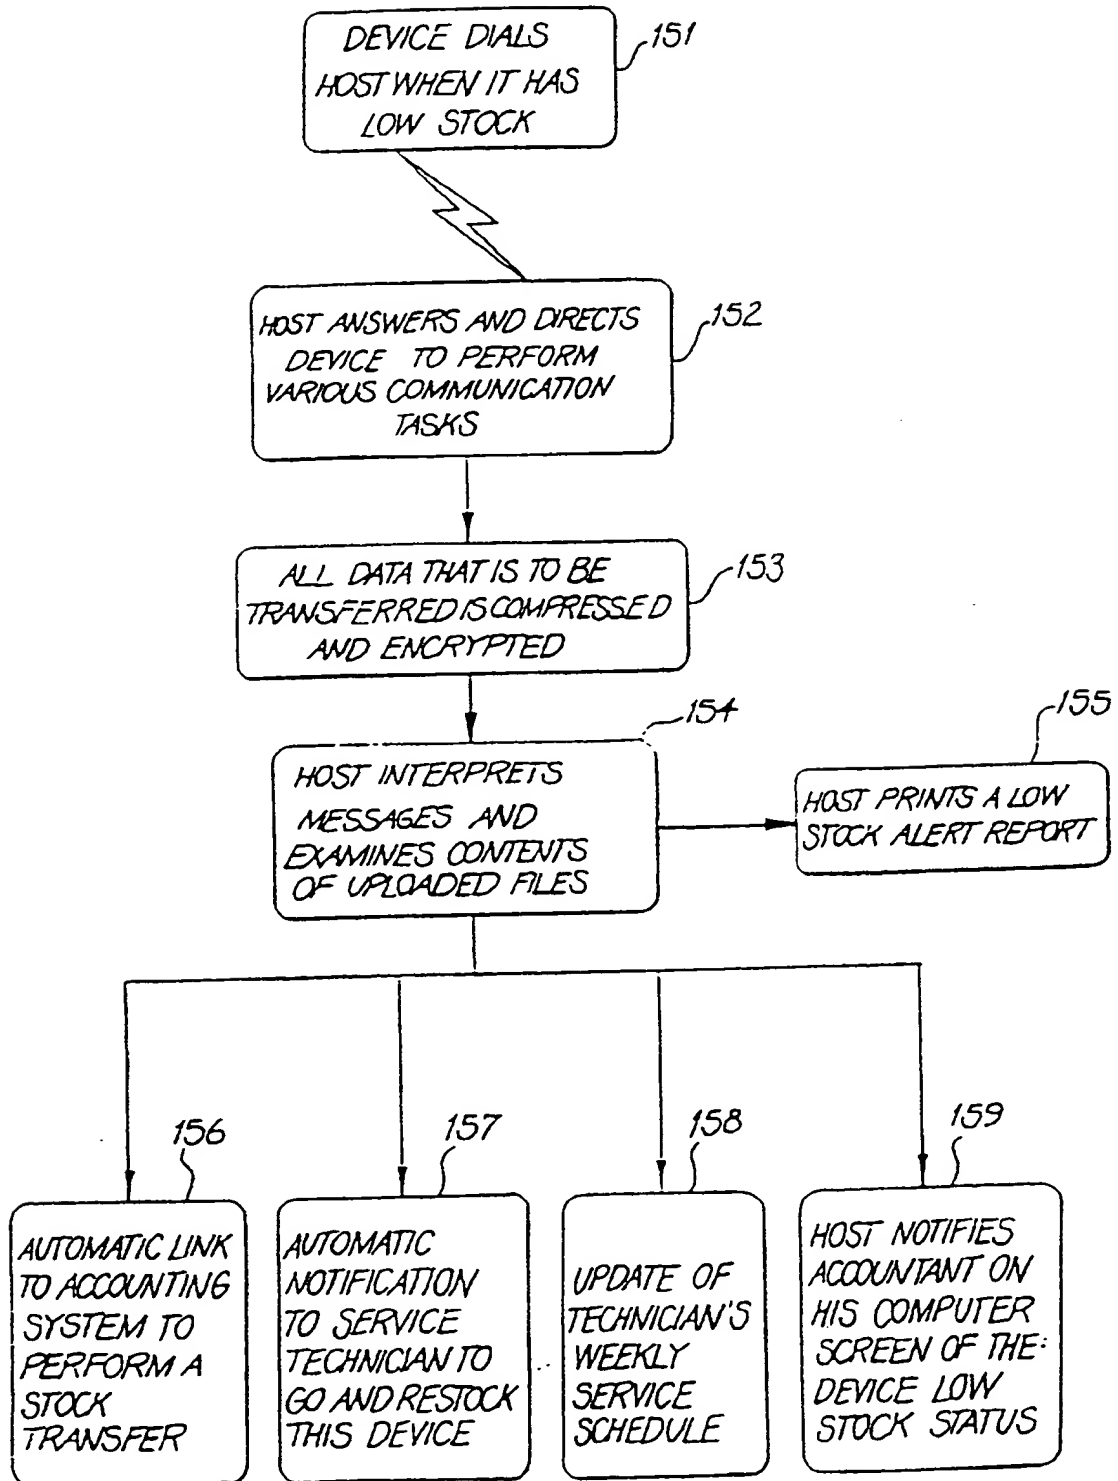 DEVICE DIALS
HOST WHEN IT HAS
LOW STOCK
151
HOST ANSWERS AND DIRECTS
DEVICE TO PERFORM
VARIOUS COMMUNICATION
TASKS
152
ALL DATA THAT IS TO BE
TRANSFERRED IS COMPRESSED
AND ENCRYPTED
153
HOST INTERPRETS
MESSAGES AND
EXAMINES CONTENTS
OF UPLOADED FILES
154
HOST PRINTS A LOW
STOCK ALERT REPORT
155
AUTOMATIC LINK
TO ACCOUNTING
SYSTEM TO
PERFORM A
STOCK
TRANSFER
156
AUTOMATIC
NOTIFICATION
TO SERVICE
TECHNICIAN TO
GO AND RESTOCK
THIS DEVICE
157
UPDATE OF
TECHNICIAN'S
WEEKLY
SERVICE
SCHEDULE
158
HOST NOTIFIES
ACCOUNTANT ON
HIS COMPUTER
SCREEN OF THE
DEVICE LOW
STOCK STATUS
159